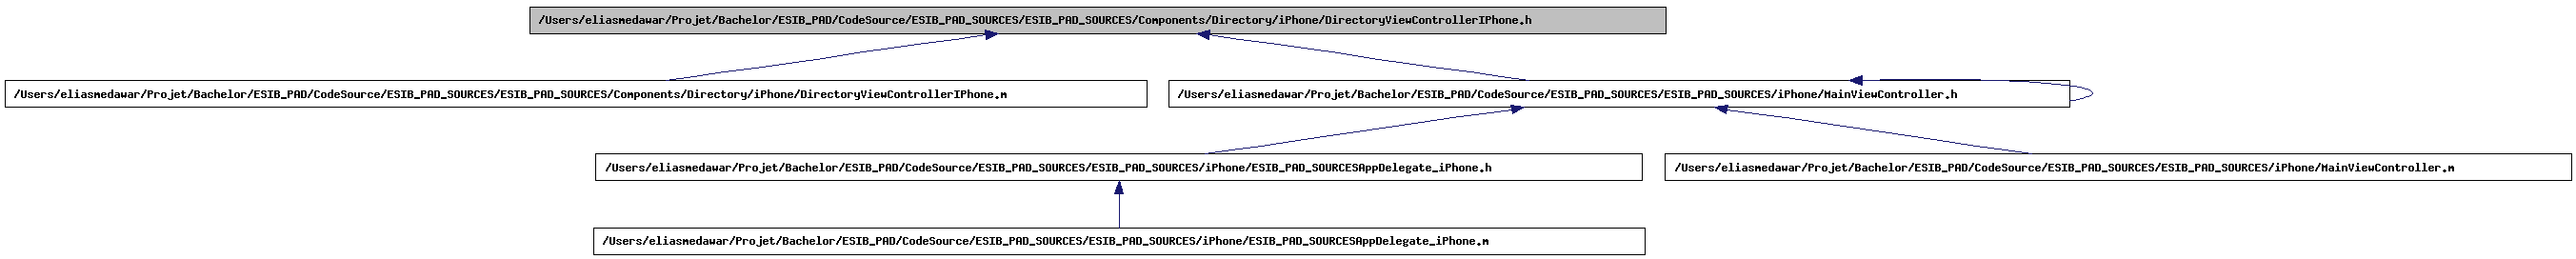 /Users/eliasmedawar/Projet/Bachelor/ESIB_PAD/CodeSource/ESIB_PAD_SOURCES/ESIB_PAD_SOURCES/Components/Directory/iPhone/DirectoryViewControllerIPhone.h
/Users/eliasmedawar/Projet/Bachelor/ESIB_PAD/CodeSource/ESIB_PAD_SOURCES/ESIB_PAD_SOURCES/Components/Directory/iPhone/DirectoryViewControllerIPhone.m
/Users/eliasmedawar/Projet/Bachelor/ESIB_PAD/CodeSource/ESIB_PAD_SOURCES/ESIB_PAD_SOURCES/iPhone/MainViewController.h
/Users/eliasmedawar/Projet/Bachelor/ESIB_PAD/CodeSource/ESIB_PAD_SOURCES/ESIB_PAD_SOURCES/iPhone/ESIB_PAD_SOURCESAppDelegate_iPhone.h
/Users/eliasmedawar/Projet/Bachelor/ESIB_PAD/CodeSource/ESIB_PAD_SOURCES/ESIB_PAD_SOURCES/iPhone/MainViewController.m
/Users/eliasmedawar/Projet/Bachelor/ESIB_PAD/CodeSource/ESIB_PAD_SOURCES/ESIB_PAD_SOURCES/iPhone/ESIB_PAD_SOURCESAppDelegate_iPhone.m